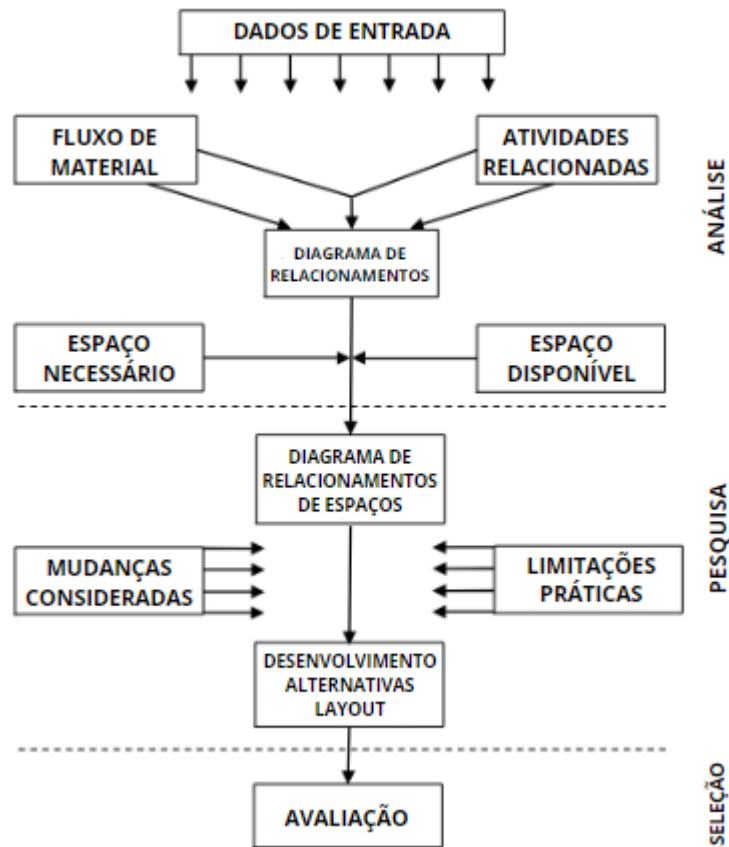 DADOS DE ENTRADA
FLUXO DE
MATERIAL
ATIVIDADES
RELACIONADAS
ANÁLISE
DIAGRAMA DE
RELACIONAMENTOS
ESPAÇO
NECESSÁRIO
ESPAÇO
DISPONÍVEL
DIAGRAMA DE
RELACIONAMENTOS
DE ESPAÇOS
PESQUISA
MUDANÇAS
CONSIDERADAS
LIMITAÇÕES
PRÁTICAS
DESENVOLVIMENTO
ALTERNATIVAS
LAYOUT
SELEÇÃO
AVALIAÇÃO